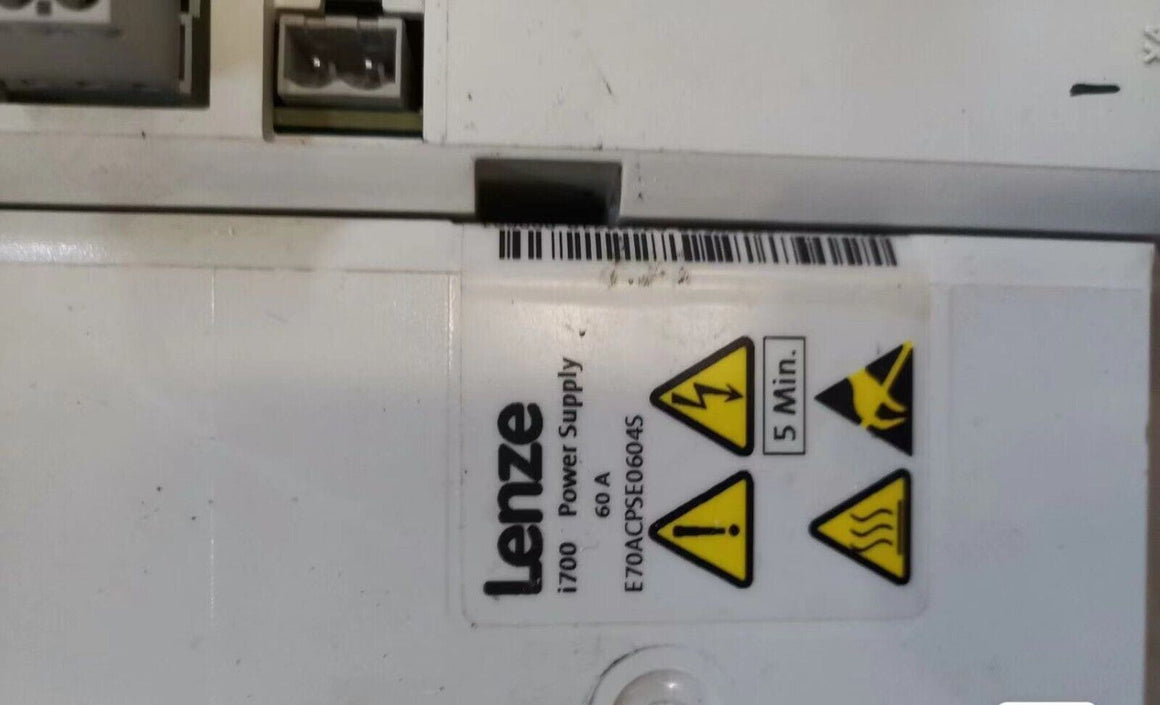 Lenze
i700 Power Supply
60 A
E70ACPSE0604S
5 Min.